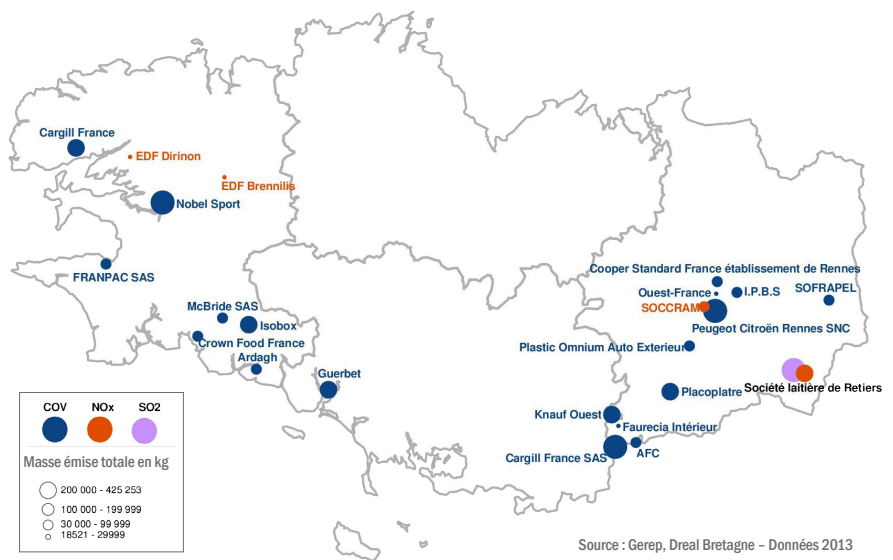 Cargill France
EDF Dirinon
EDF Brennilis
Nobel Sport
FRANPAC SAS
Cooper Standard France établissement de Rennes
Ouest-France
I.P.B.S
SOFRAPEL
SOCCRAM
McBride SAS
Isobox
Peugeot Citroën Rennes SNC
Crown Food France
Plastic Omnium Auto Exterieur
Ardagh
Guerbet
Société laitière de Retiers
Placoplatre
Knauf Ouest
Faurecia Intérieur
AFC
Cargill France SAS
COV NOx SO2
Masse émise totale en kg
200 000 - 425 253
100 000 - 199 999
30 000 - 99 999
18521 - 29999
Source : Gerep, Dreal Bretagne – Données 2013